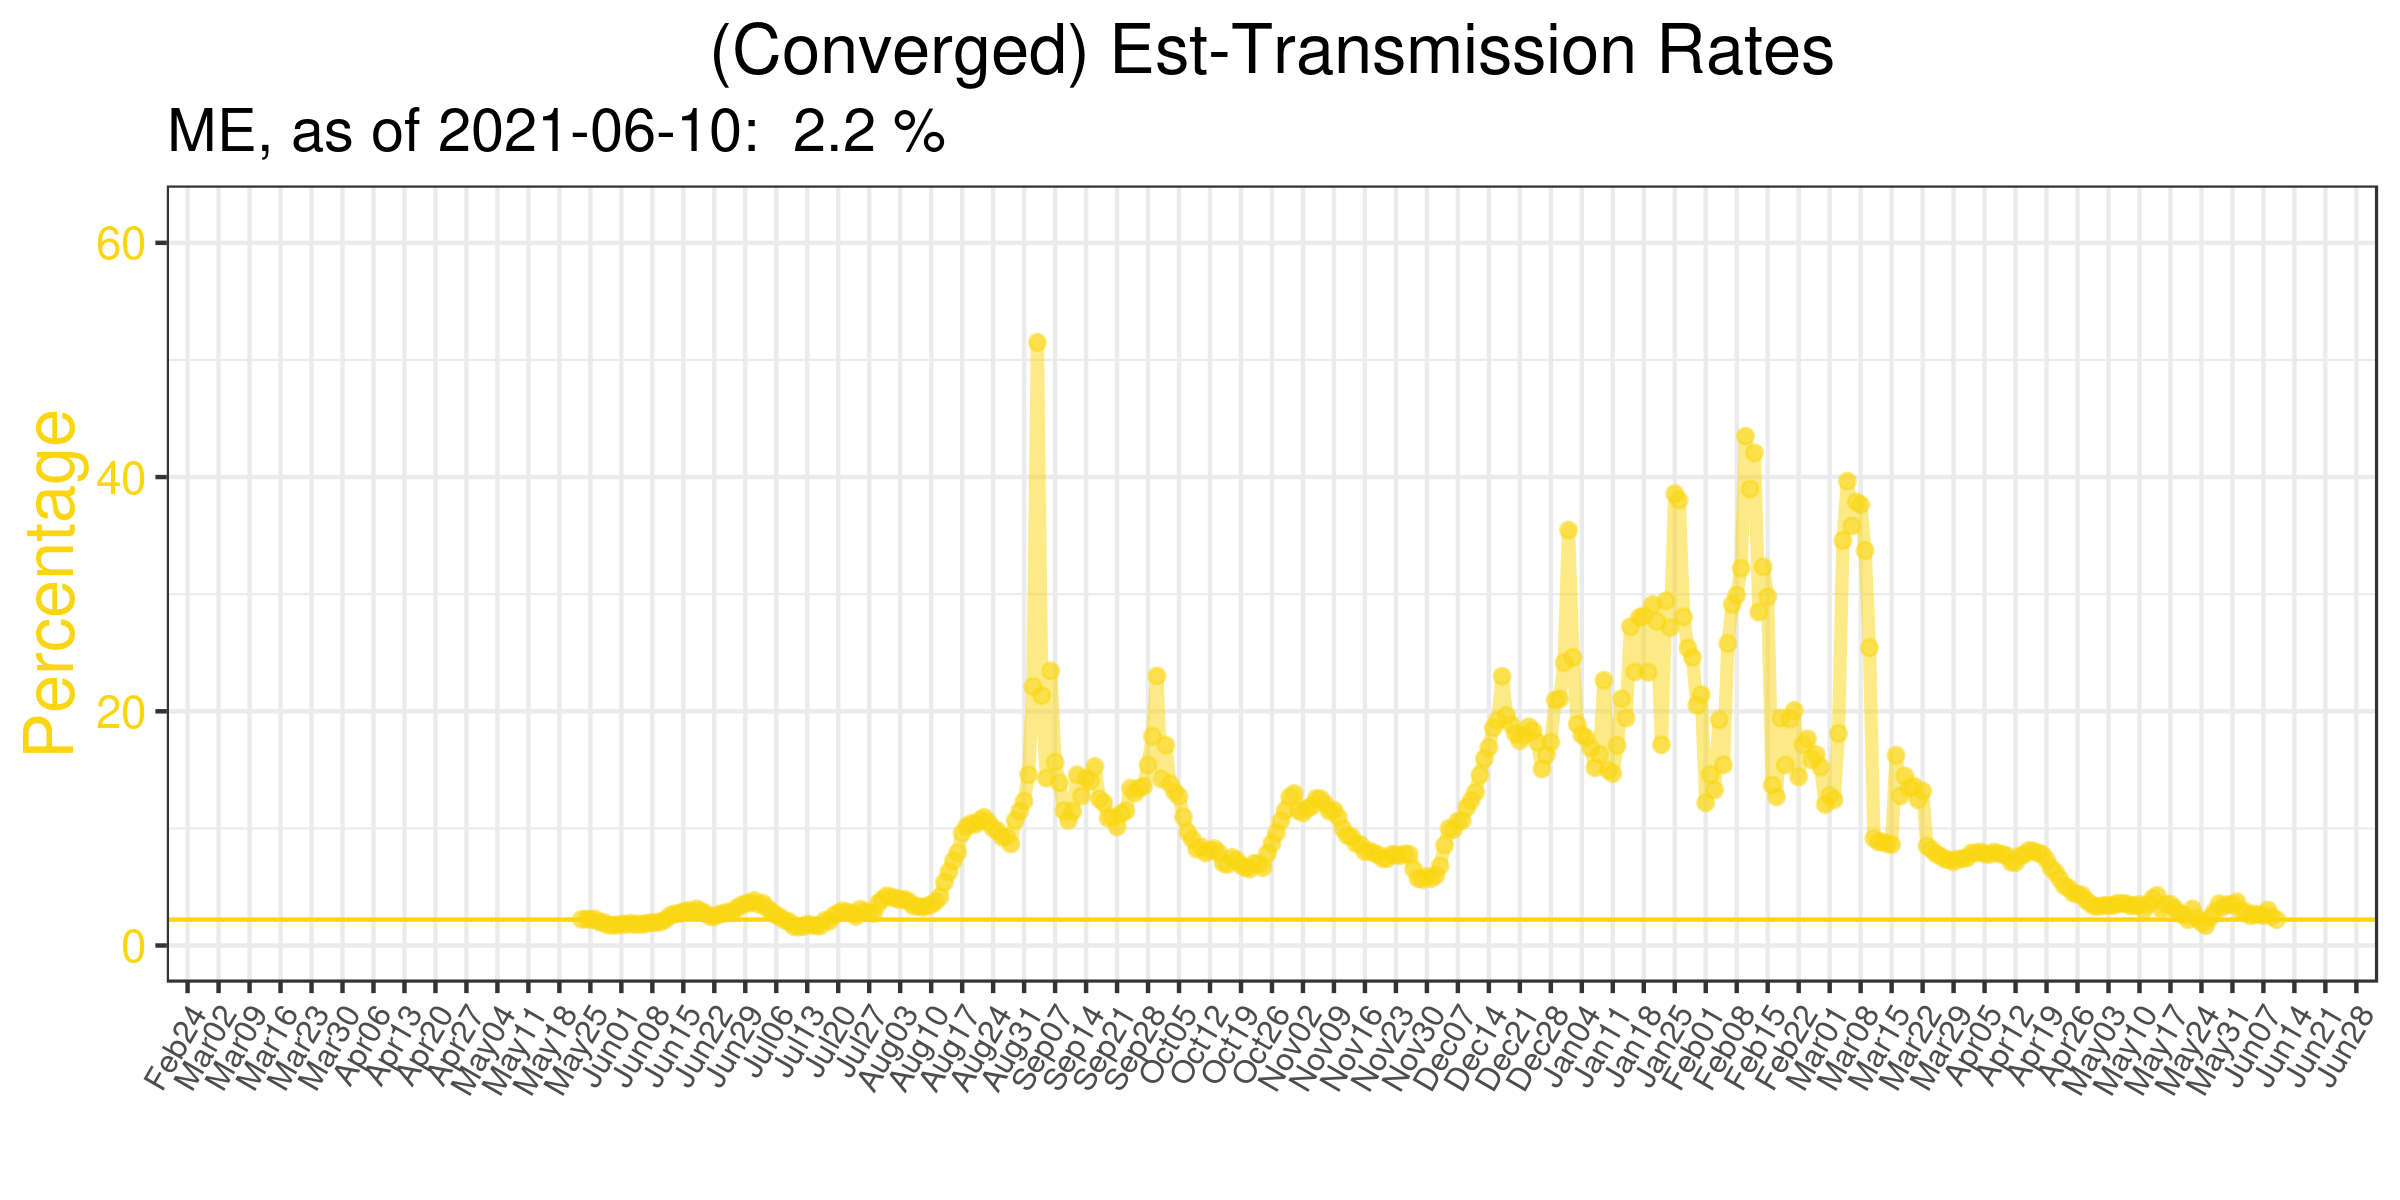 (Converged) Est-Transmission Rates
ME, as of 2021-06-10:  2.2 %
Percentage
60
40
20
0
Feb24
Mar02
Mar09
Mar16
Mar23
Mar30
Apr06
Apr13
Apr20
Apr27
May04
May11
May18
May25
Jun01
Jun08
Jun15
Jun22
Jun29
Jul06
Jul13
Jul20
Jul27
Aug03
Aug10
Aug17
Aug24
Aug31
Sep07
Sep14
Sep21
Sep28
Oct05
Oct12
Oct19
Oct26
Nov02
Nov09
Nov16
Nov23
Nov30
Dec07
Dec14
Dec21
Dec28
Jan04
Jan11
Jan18
Jan25
Feb01
Feb08
Feb15
Feb22
Mar01
Mar08
Mar15
Mar22
Mar29
Apr05
Apr12
Apr19
Apr26
May03
May10
May17
May24
May31
Jun07
Jun14
Jun21
Jun28